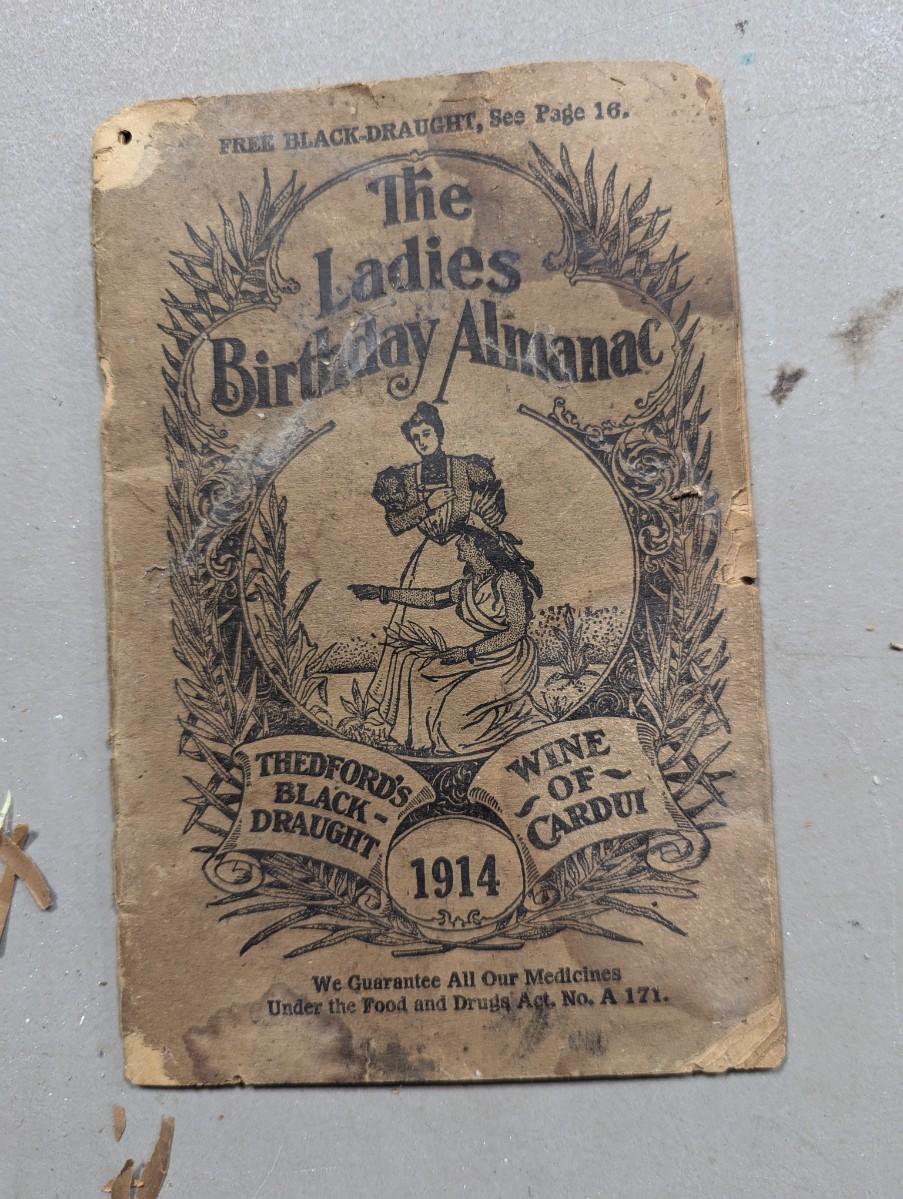 FREE BLACK-DRAUGHT, See Page 16.
The
Ladies
Birthday Almanac
THEDFORD'S
BLACK-
DRAUGHT
WINE
OF
CARDUI
1914
We Guarantee All Our Medicines
Under the Food and Drugs Act. No. A 171.